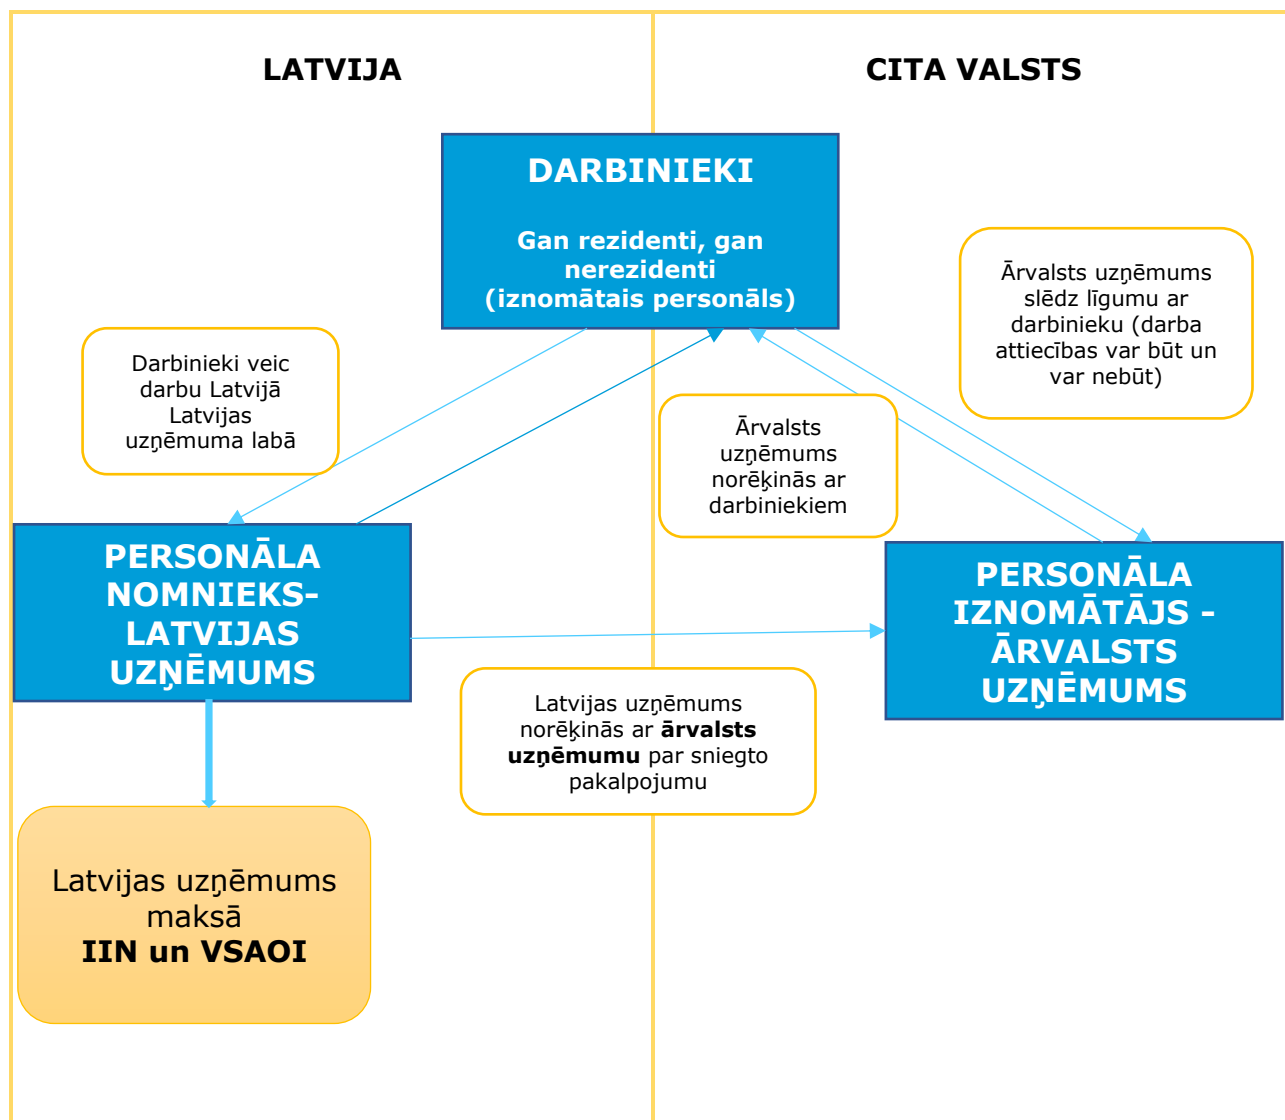 LATVIJA
CITA VALSTS
DARBINIEKI
Gan rezidenti, gan
nerezidenti
(iznomātais personāls)
Ārvalsts uzņēmums
slēdz līgumu ar
darbinieku (darba
attiecības var būt un
var nebūt)
Darbinieki veic
darbu Latvijā
Latvijas
uzņēmuma labā
Ārvalsts
uzņēmums
norēķinās ar
darbiniekiem
PERSONĀLA
NOMNIEKS–
LATVIJAS
UZŅĒMUMS
PERSONĀLA
IZNOMĀTĀJS –
ĀRVALSTS
UZŅĒMUMS
Latvijas uzņēmums
norēķinās ar ārvalsts
uzņēmumu par sniegto
pakalpojumu
Latvijas uzņēmums
maksā
IIN un VSAOI